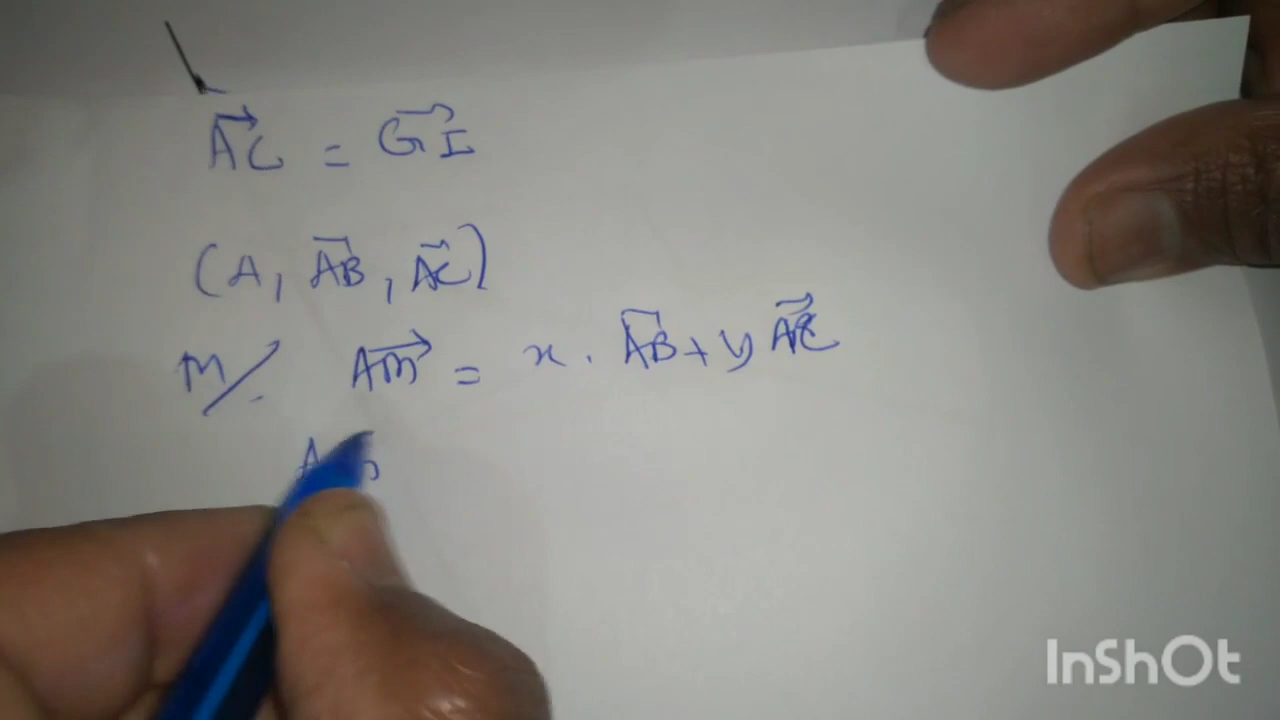 AC = GI
(A, AB, AC)
M/ AM = x . AB + y AC
InShOt